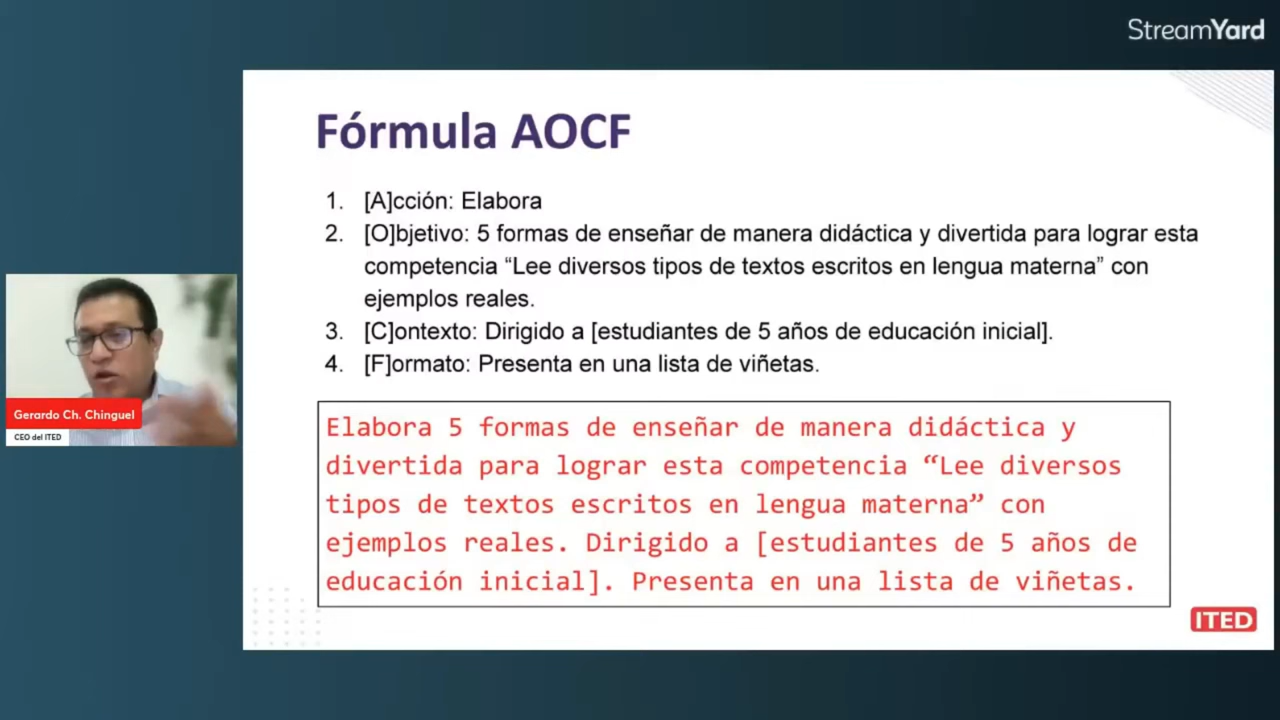 StreamYard
Fórmula AOCF
1. [A]cción: Elabora
2. [O]bjetivo: 5 formas de enseñar de manera didáctica y divertida para lograr esta
competencia “Lee diversos tipos de textos escritos en lengua materna” con
ejemplos reales.
3. [C]ontexto: Dirigido a [estudiantes de 5 años de educación inicial].
4. [F]ormato: Presenta en una lista de viñetas.
Gerardo Ch. Chinguel
CEO del ITED
Elabora 5 formas de enseñar de manera didáctica y
divertida para lograr esta competencia “Lee diversos
tipos de textos escritos en lengua materna” con
ejemplos reales. Dirigido a [estudiantes de 5 años de
educación inicial]. Presenta en una lista de viñetas.
ITED